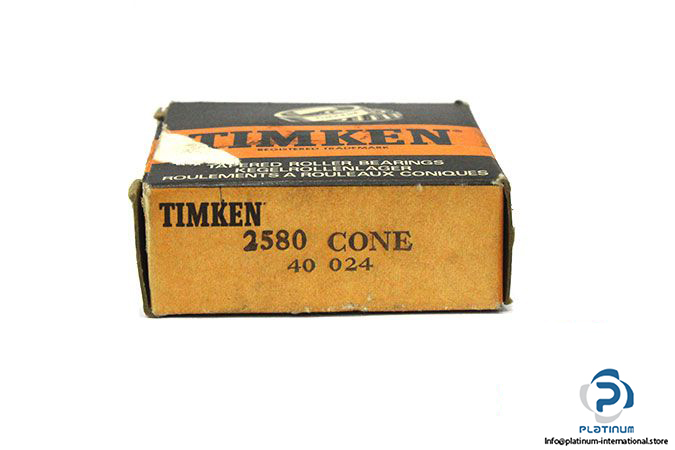 TIMKEN
REGISTERED TRADEMARK
TAPERED ROLLER BEARINGS
KEGELROLLENLAGER
ROULEMENTS A ROULEAUX CONIQUES
TIMKEN
2580 CONE
40 024
PLATINUM
Info@platinum-international.store